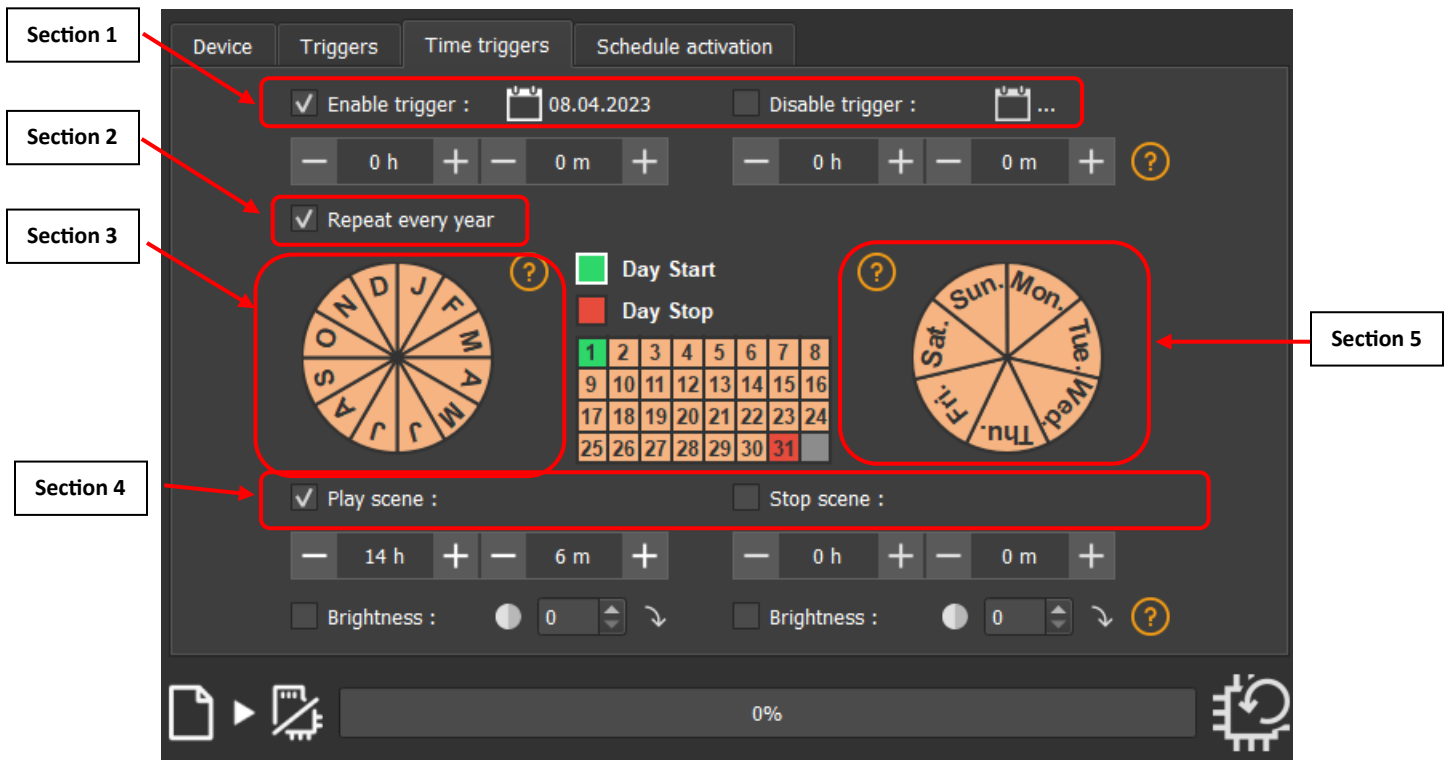 Section 1
Section 2
Section 3
Section 4
Section 5
Device Triggers Time triggers Schedule activation
Enable trigger : 08.04.2023 Disable trigger : ...
− 0 h + − 0 m + − 0 h + − 0 m + ?
Repeat every year
J F M A M J J A S O N D
?
Day Start
Day Stop
1 2 3 4 5 6 7 8
9 10 11 12 13 14 15 16
17 18 19 20 21 22 23 24
25 26 27 28 29 30 31
?
Mon. Tue. Wed. Thu. Fri. Sat. Sun.
Play scene : Stop scene :
− 14 h + − 6 m + − 0 h + − 0 m +
Brightness : 0 Brightness : 0 ?
0%